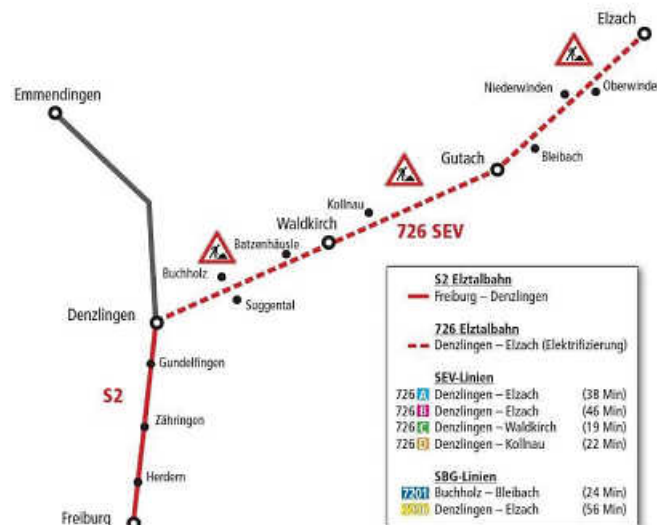 Elzach
Niederwinden
Oberwinde
Emmendingen
Gutach
Bleibach
Kollnau
Waldkirch
726 SEV
Batzenhäusle
Buchholz
Suggental
Denzlingen
Gundelfingen
S2
Zähringen
Herdern
Freiburg
S2 Elztalbahn
Freiburg – Denzlingen
726 Elztalbahn
Denzlingen – Elzach (Elektrifizierung)
SEV-Linien
726 A Denzlingen – Elzach (38 Min)
726 B Denzlingen – Elzach (46 Min)
726 C Denzlingen – Waldkirch (19 Min)
726 D Denzlingen – Kollnau (22 Min)
SBG-Linien
7201 Buchholz – Bleibach (24 Min)
Denzlingen – Elzach (56 Min)